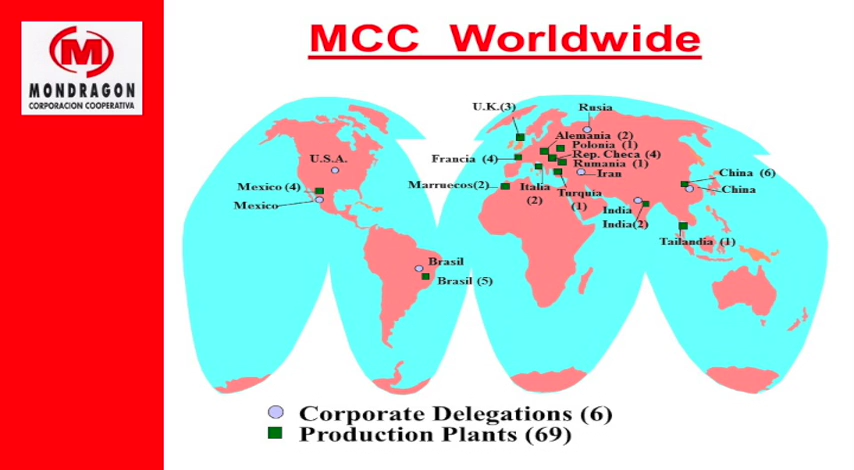 MCC Worldwide
MONDRAGON
CORPORACION COOPERATIVA
U.K.(3)
Rusia
Alemania (2)
Polonia (1)
Rep. Checa (4)
Rumania (1)
Iran
Francia (4)
U.S.A.
Marruecos(2)
Italia
(2)
Turquia
(1)
China (6)
China
Mexico (4)
Mexico
India
India(2)
Tailandia (1)
Brasil
Brasil (5)
Corporate Delegations (6)
Production Plants (69)